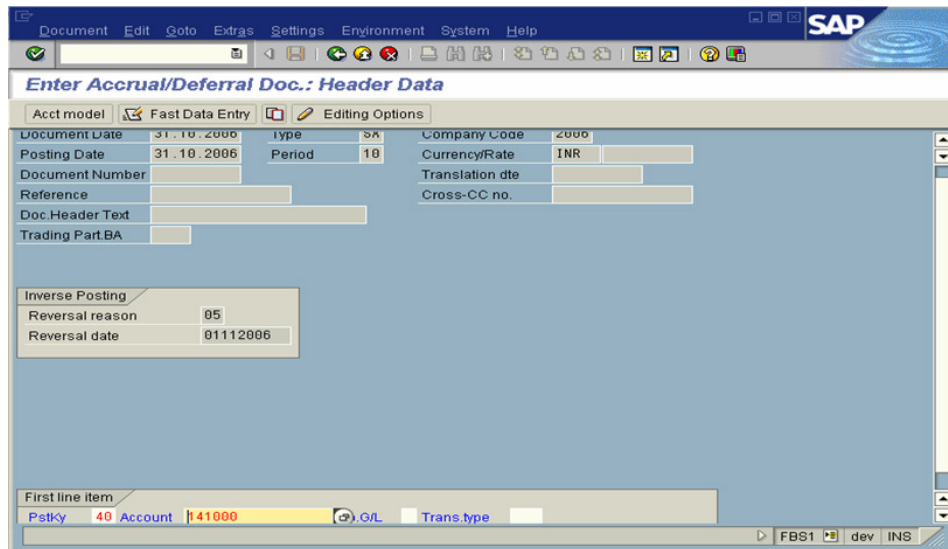 Document Edit Goto Extras Settings Environment System Help
SAP
Enter Accrual/Deferral Doc.: Header Data
Acct model Fast Data Entry Editing Options
Document Date 31.10.2006 Type SA Company Code 2006
Posting Date 31.10.2006 Period 10 Currency/Rate INR
Document Number Translation dte
Reference Cross-CC no.
Doc.Header Text
Trading Part.BA
Inverse Posting
Reversal reason 05
Reversal date 01112006
First line item
PstKy 40 Account 141000 .G/L Trans.type
FBS1 dev INS